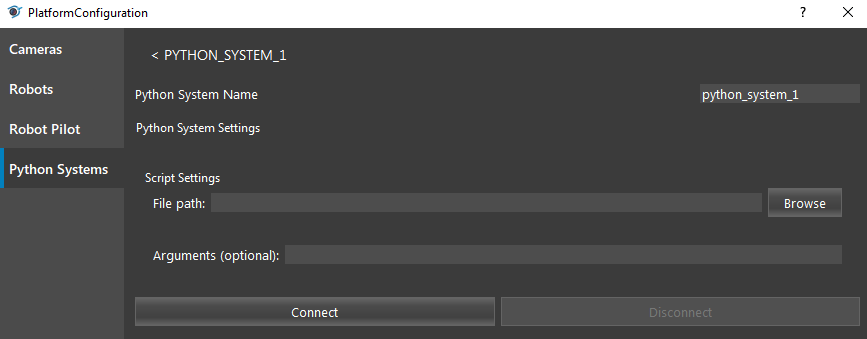 PlatformConfiguration ? ×
Cameras
Robots
Robot Pilot
Python Systems
< PYTHON_SYSTEM_1
Python System Name python_system_1
Python System Settings
Script Settings
File path: Browse
Arguments (optional):
Connect Disconnect